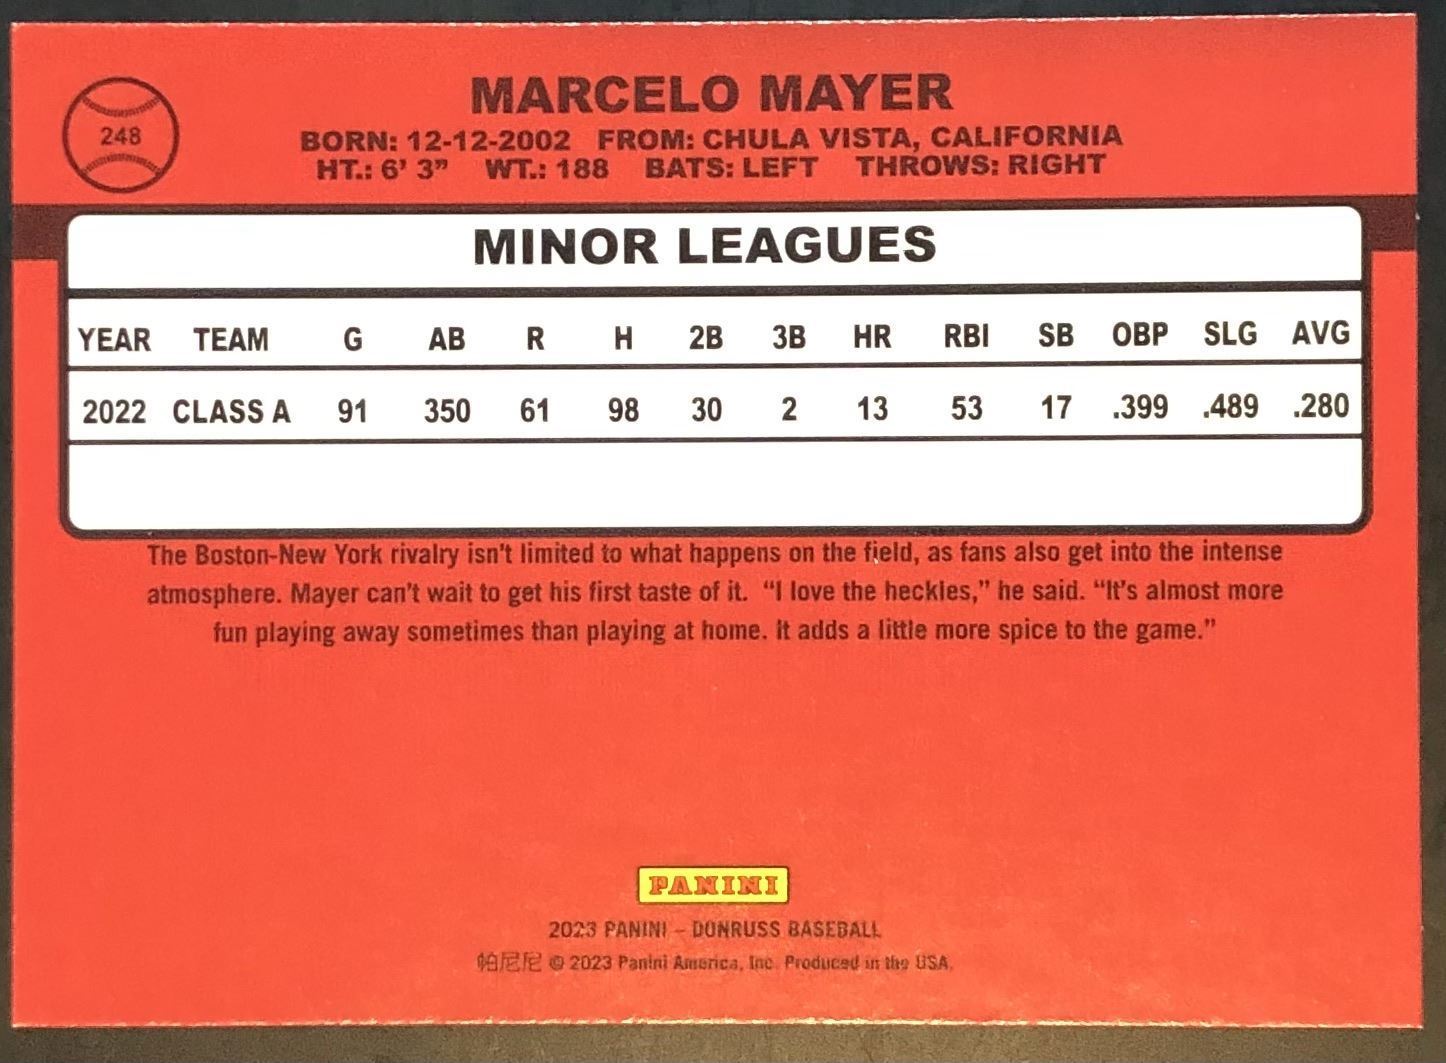 248
MARCELO MAYER
BORN: 12-12-2002 FROM: CHULA VISTA, CALIFORNIA
HT.: 6' 3” WT.: 188 BATS: LEFT THROWS: RIGHT
MINOR LEAGUES
YEAR TEAM G AB R H 2B 3B HR RBI SB OBP SLG AVG
2022 CLASS A 91 350 61 98 30 2 13 53 17 .399 .489 .280
The Boston-New York rivalry isn't limited to what happens on the field, as fans also get into the intense
atmosphere. Mayer can't wait to get his first taste of it. “I love the heckles,” he said. “It's almost more
fun playing away sometimes than playing at home. It adds a little more spice to the game.”
PANINI
2023 PANINI – DONRUSS BASEBALL
帕尼尼 © 2023 Panini America, Inc. Produced in the USA.